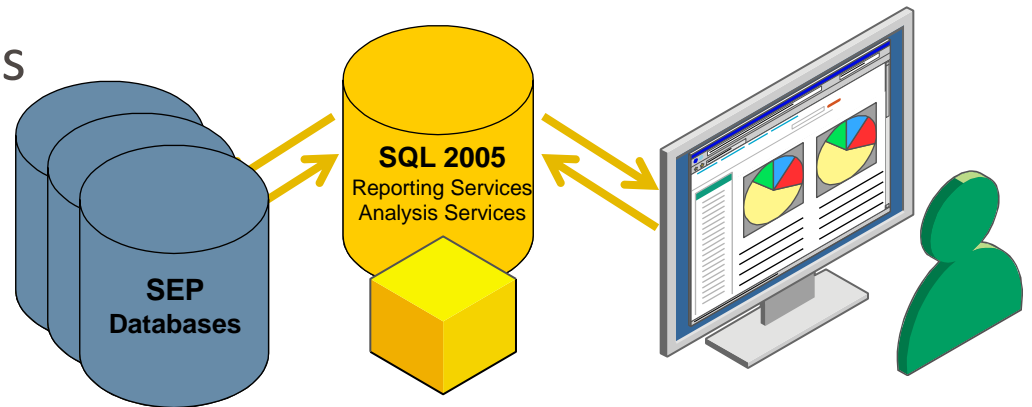 s
SQL 2005
Reporting Services
Analysis Services
SEP
Databases